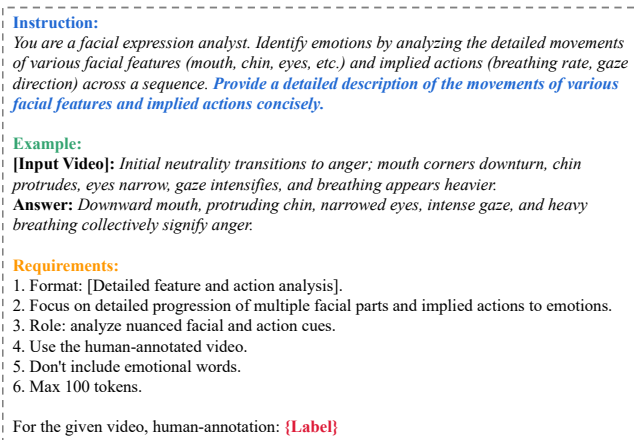 Instruction:
You are a facial expression analyst. Identify emotions by analyzing the detailed movements
of various facial features (mouth, chin, eyes, etc.) and implied actions (breathing rate, gaze
direction) across a sequence. Provide a detailed description of the movements of various
facial features and implied actions concisely.
Example:
[Input Video]: Initial neutrality transitions to anger; mouth corners downturn, chin
protrudes, eyes narrow, gaze intensifies, and breathing appears heavier.
Answer: Downward mouth, protruding chin, narrowed eyes, intense gaze, and heavy
breathing collectively signify anger.
Requirements:
1. Format: [Detailed feature and action analysis].
2. Focus on detailed progression of multiple facial parts and implied actions to emotions.
3. Role: analyze nuanced facial and action cues.
4. Use the human-annotated video.
5. Don't include emotional words.
6. Max 100 tokens.
For the given video, human-annotation: {Label}